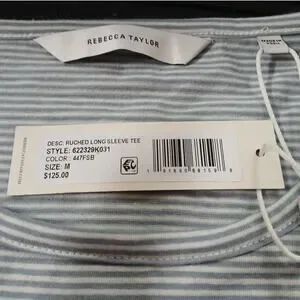 REBECCA TAYLOR
DESC: RUCHED LONG SLEEVE TEE
STYLE: 622329K031
COLOR : 447FSB
SIZE: M
$125.00